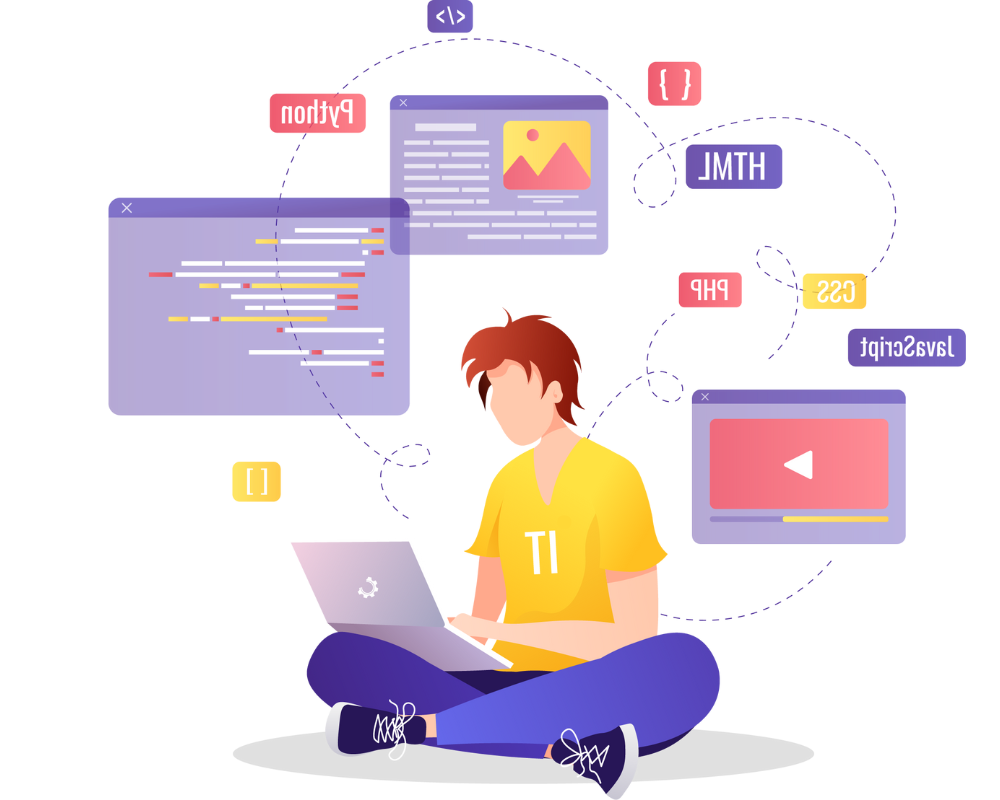 </>
{ }
Python
HTML
PHP
CSS
JavaScript
[ ]
IT